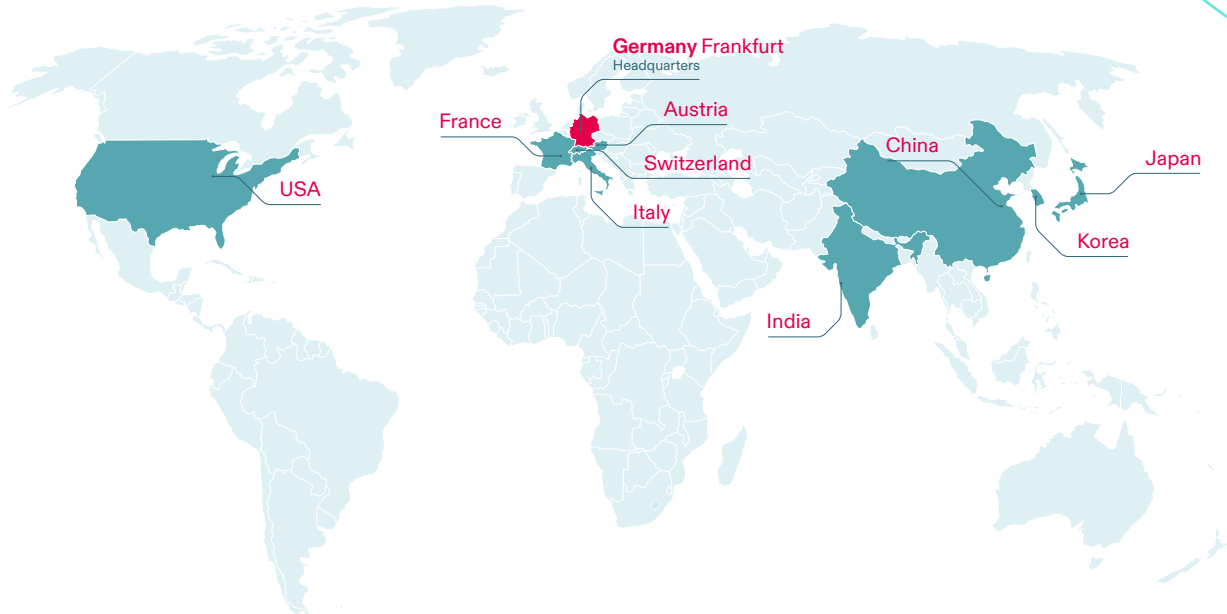 Germany Frankfurt
Headquarters
Austria
France
Switzerland
China
Japan
USA
Italy
Korea
India